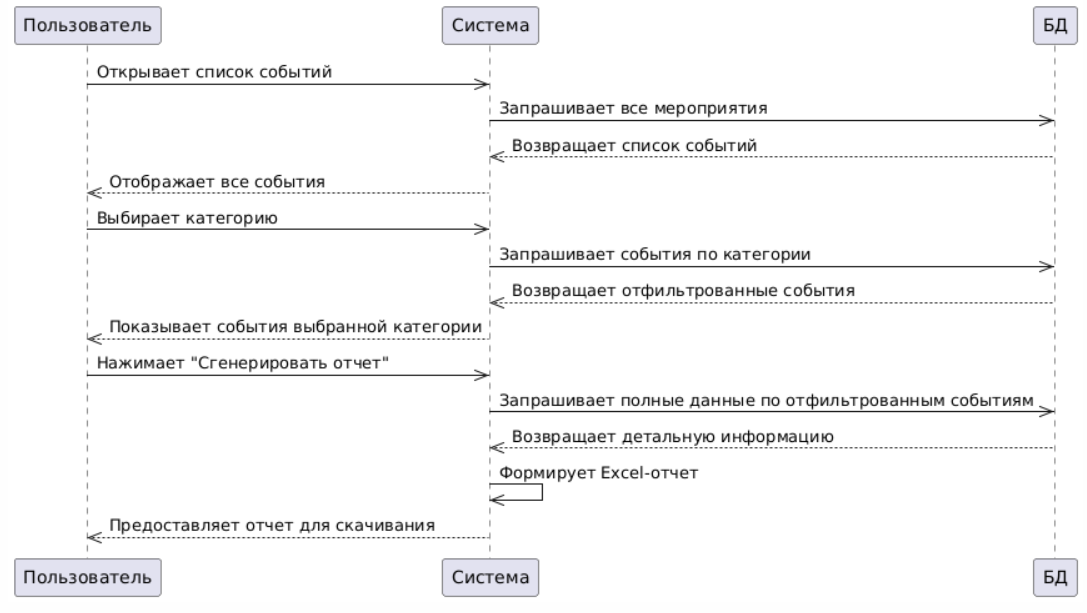 Пользователь
Система
БД
Открывает список событий
Запрашивает все мероприятия
Возвращает список событий
Отображает все события
Выбирает категорию
Запрашивает события по категории
Возвращает отфильтрованные события
Показывает события выбранной категории
Нажимает "Сгенерировать отчет"
Запрашивает полные данные по отфильтрованным событиям
Возвращает детальную информацию
Формирует Excel-отчет
Предоставляет отчет для скачивания
Пользователь
Система
БД